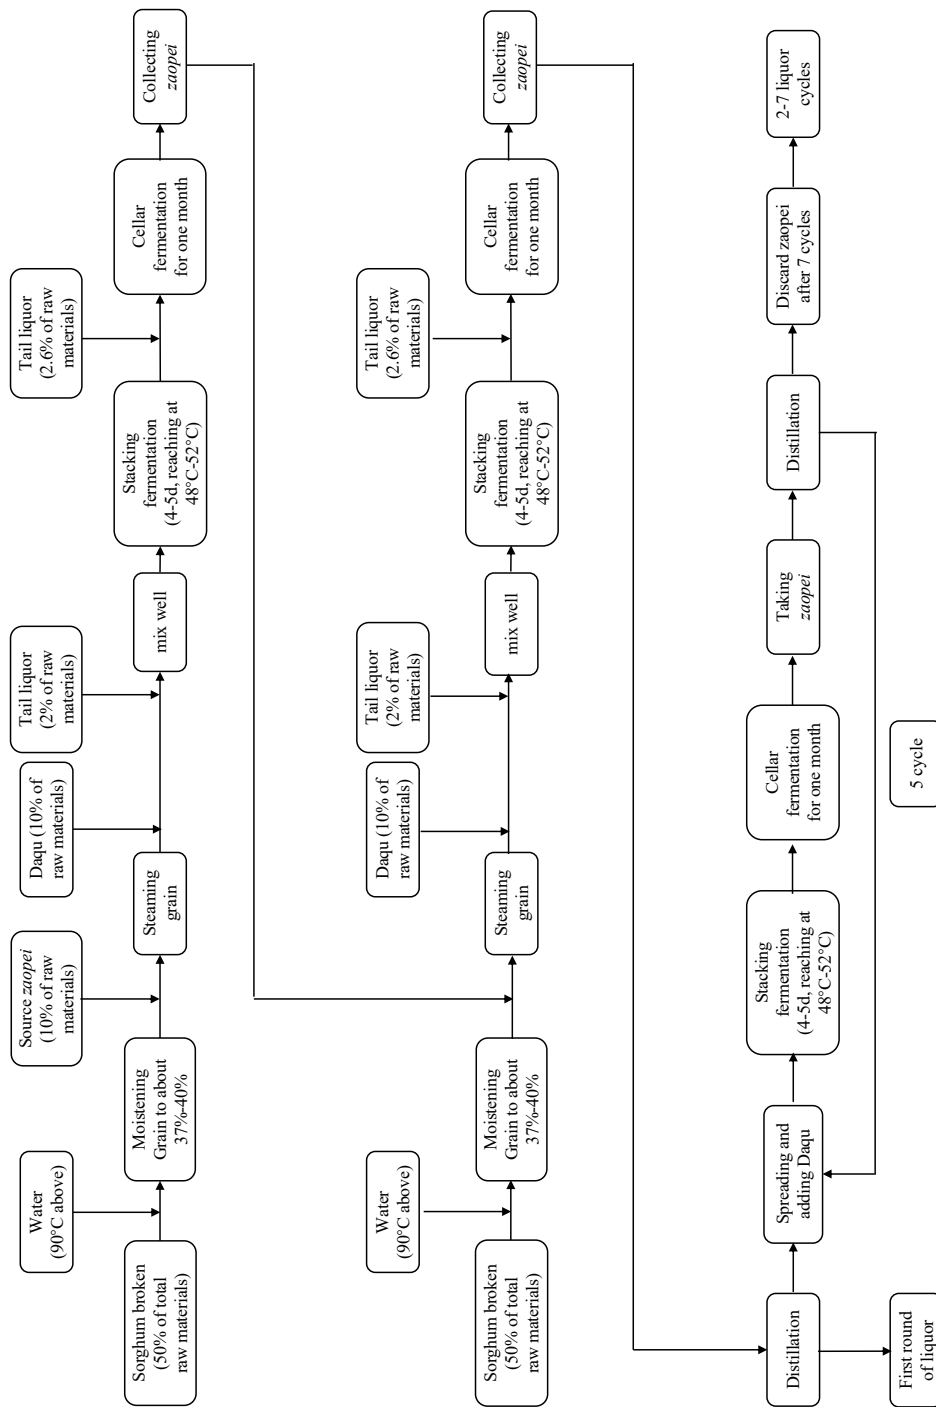 Water
(90°C above)
Source zaopei
(10% of raw
materials)
Daqu (10% of
raw materials)
Tail liquor
(2% of raw
materials)
Tail liquor
(2.6% of raw
materials)
Sorghum broken
(50% of total
raw materials)
Moistening
Grain to about
37%-40%
Steaming
grain
mix well
Stacking
fermentation
(4-5d, reaching at
48°C-52°C)
Cellar
fermentation
for one month
Collecting
zaopei
Water
(90°C above)
Daqu (10% of
raw materials)
Tail liquor
(2% of raw
materials)
Tail liquor
(2.6% of raw
materials)
Sorghum broken
(50% of total
raw materials)
Moistening
Grain to about
37%-40%
Steaming
grain
mix well
Stacking
fermentation
(4-5d, reaching at
48°C-52°C)
Cellar
fermentation
for one month
Collecting
zaopei
Distillation
Spreading and
adding Daqu
Stacking
fermentation
(4-5d, reaching at
48°C-52°C)
Cellar
fermentation
for one month
Taking
zaopei
Distillation
Discard zaopei
after 7 cycles
2-7 liquor
cycles
First round
of liquor
5 cycle